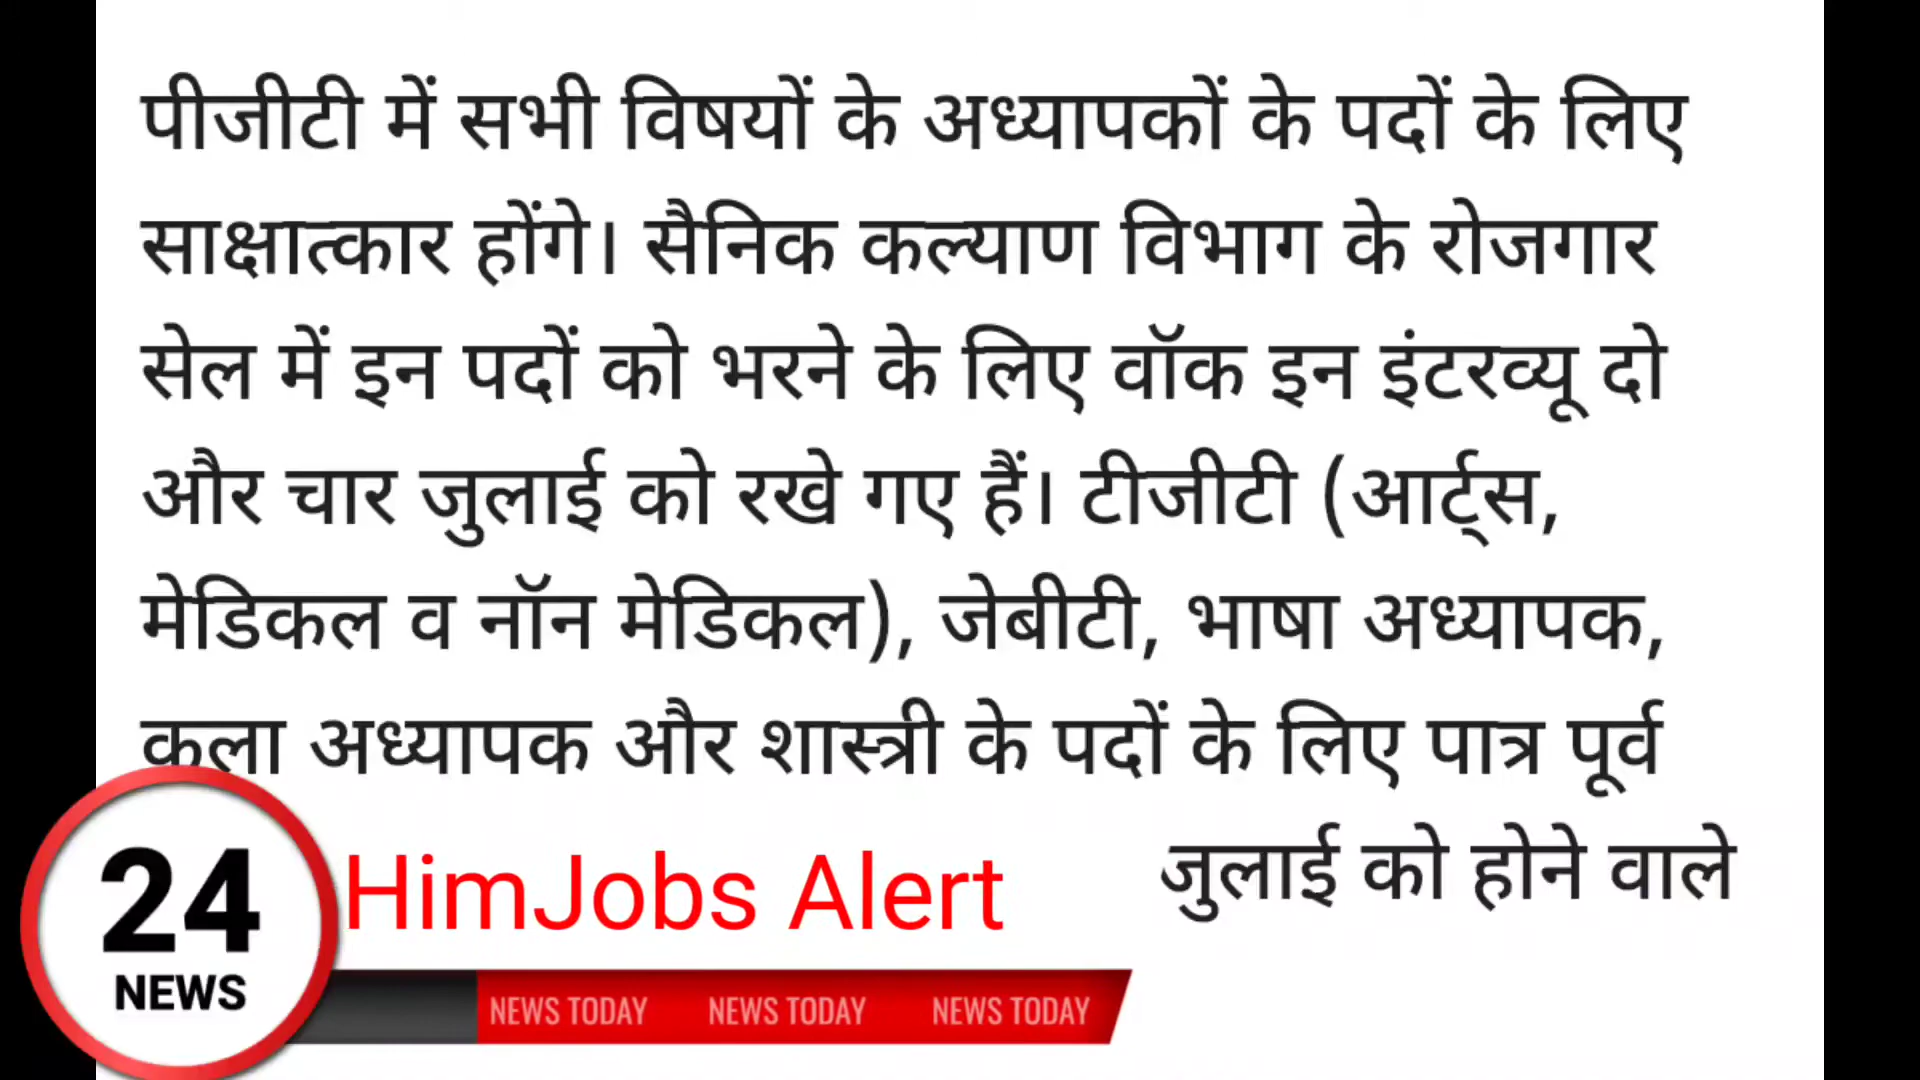 पीजीटी में सभी विषयों के अध्यापकों के पदों के लिए
साक्षात्कार होंगे। सैनिक कल्याण विभाग के रोजगार
सेल में इन पदों को भरने के लिए वॉक इन इंटरव्यू दो
और चार जुलाई को रखे गए हैं। टीजीटी (आर्ट्स,
मेडिकल व नॉन मेडिकल), जेबीटी, भाषा अध्यापक,
कला अध्यापक और शास्त्री के पदों के लिए पात्र पूर्व
जुलाई को होने वाले
HimJobs Alert
24
NEWS
NEWS TODAY NEWS TODAY NEWS TODAY